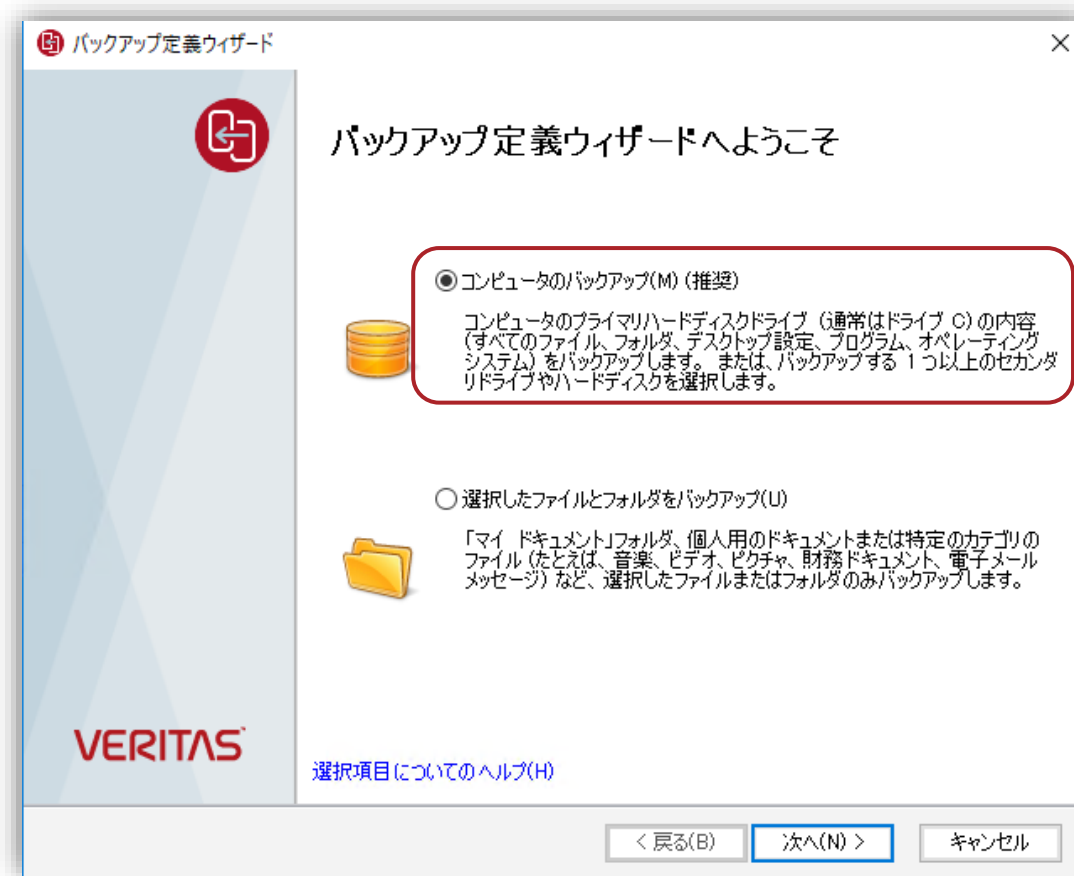 バックアップ定義ウィザード
バックアップ定義ウィザードへようこそ
コンピュータのバックアップ(M) (推奨)
コンピュータのプライマリハードディスクドライブ (通常はドライブ C) の内容
(すべてのファイル、フォルダ、デスクトップ設定、プログラム、オペレーティング
システム) をバックアップします。 または、バックアップする 1 つ以上のセカンダ
リドライブやハードディスクを選択します。
選択したファイルとフォルダをバックアップ(U)
「マイ ドキュメント」フォルダ、個人用のドキュメントまたは特定のカテゴリの
ファイル (たとえば、音楽、ビデオ、ピクチャ、財務ドキュメント、電子メール
メッセージ) など、選択したファイルまたはフォルダのみバックアップします。
VERITAS
選択項目についてのヘルプ(H)
< 戻る(B)
次へ(N) >
キャンセル